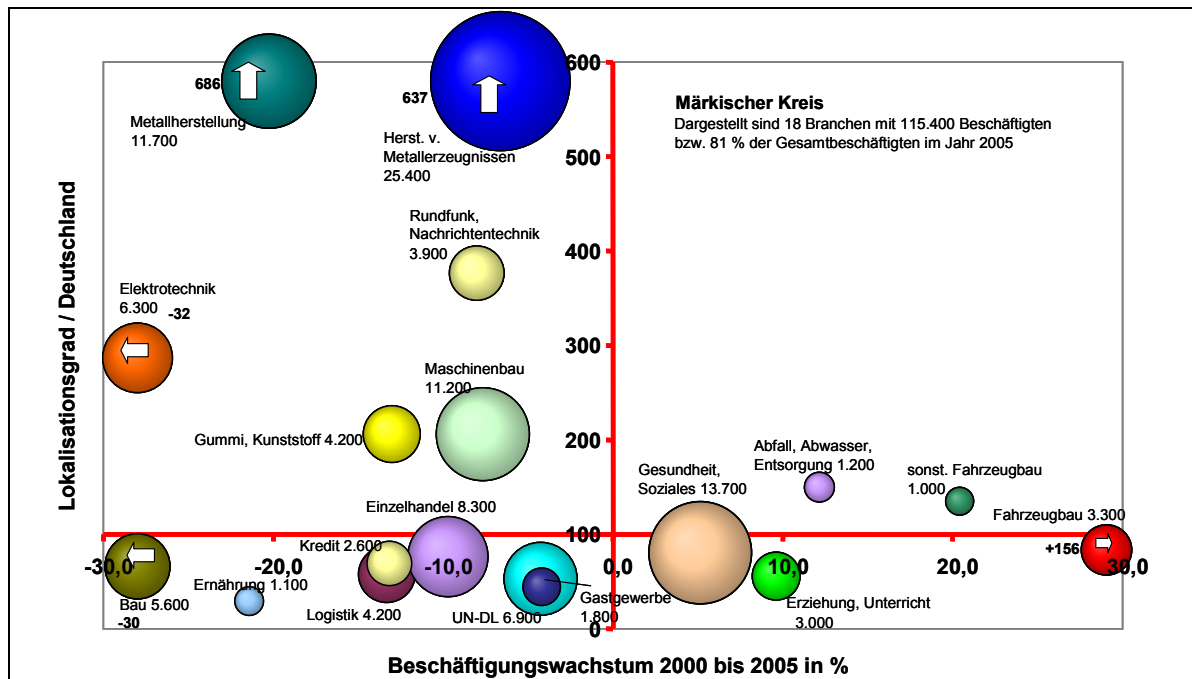 600
686
637
Märkischer Kreis
Dargestellt sind 18 Branchen mit 115.400 Beschäftigten
bzw. 81 % der Gesamtbeschäftigten im Jahr 2005
Metallherstellung
11.700
Herst. v.
Metallerzeugnissen
25.400
500
Rundfunk,
Nachrichtentechnik
3.900
400
Elektrotechnik
6.300
-32
300
Maschinenbau
11.200
Gummi, Kunststoff 4.200
200
Abfall, Abwasser,
Entsorgung 1.200
Gesundheit,
Soziales 13.700
sonst. Fahrzeugbau
1.000
Einzelhandel 8.300
Fahrzeugbau 3.300
100
Kredit 2.600
+156
-30,0
-20,0
-10,0
0,0
10,0
20,0
30,0
Ernährung 1.100
Bau 5.600
-30
Logistik 4.200
UN-DL 6.900
Gastgewerbe
1.800
Erziehung, Unterricht
3.000
0
Lokalisationsgrad / Deutschland
Beschäftigungswachstum 2000 bis 2005 in %